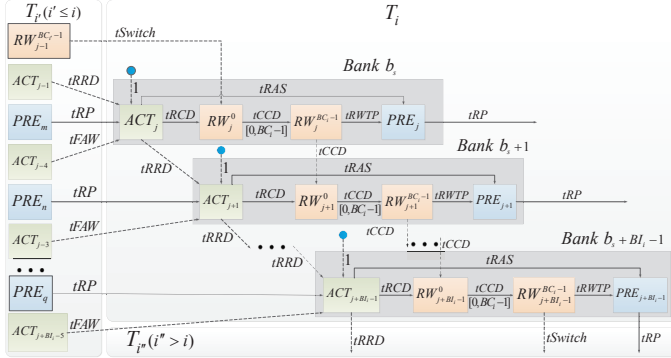 T_{i'}(i' ≤ i)
T_i
RW_{j-1}^{BC_{i'}-1}
tSwitch
ACT_{j-1}
tRRD
Bank b_s
tRAS
1
PRE_m
tRP
ACT_j
tRCD
RW_j^0
tCCD
[0,BC_i-1]
RW_j^{BC_i-1}
tRWTP
PRE_j
tRP
ACT_{j-4}
tFAW
tRRD
tCCD
Bank b_s+1
tRAS
1
PRE_n
tRP
ACT_{j+1}
tRCD
RW_{j+1}^0
tCCD
[0,BC_i-1]
RW_{j+1}^{BC_i-1}
tRWTP
PRE_{j+1}
tRP
ACT_{j-3}
tFAW
tRRD
•••
tRRD
tCCD
•••
tCCD
Bank b_s+BI_i-1
tRAS
1
•••
PRE_q
tRP
ACT_{j+BI_i-1}
tRCD
RW_{j+BI_i-1}^0
tCCD
[0,BC_i-1]
RW_{j+BI_i-1}^{BC_i-1}
tRWTP
PRE_{j+BI_i-1}
ACT_{j+BI_i-5}
tFAW
T_{i''}(i'' > i)
tRRD
tSwitch
tRP